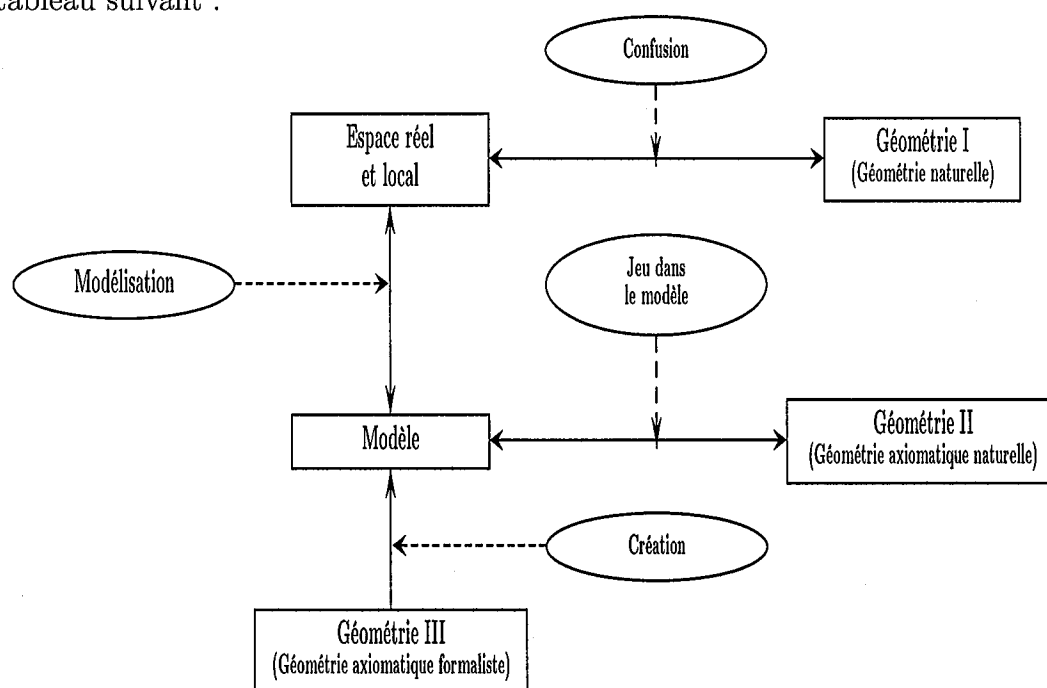 tableau suivant :
Confusion
Espace réel
et local
Géométrie I
(Géométrie naturelle)
Modélisation
Jeu dans
le modèle
Modèle
Géométrie II
(Géométrie axiomatique naturelle)
Création
Géométrie III
(Géométrie axiomatique formaliste)